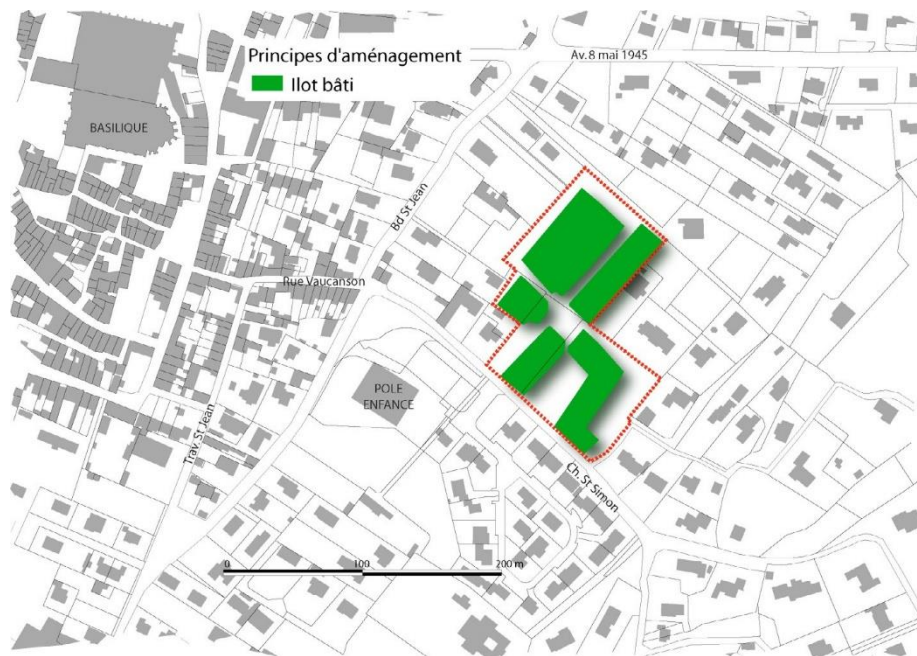 Principes d'aménagement
Ilot bâti
Av. 8 mai 1945
BASILIQUE
Bd St Jean
Rue Vaucanson
POLE
ENFANCE
Trav. St Jean
Ch. St Simon
0 100 200 m